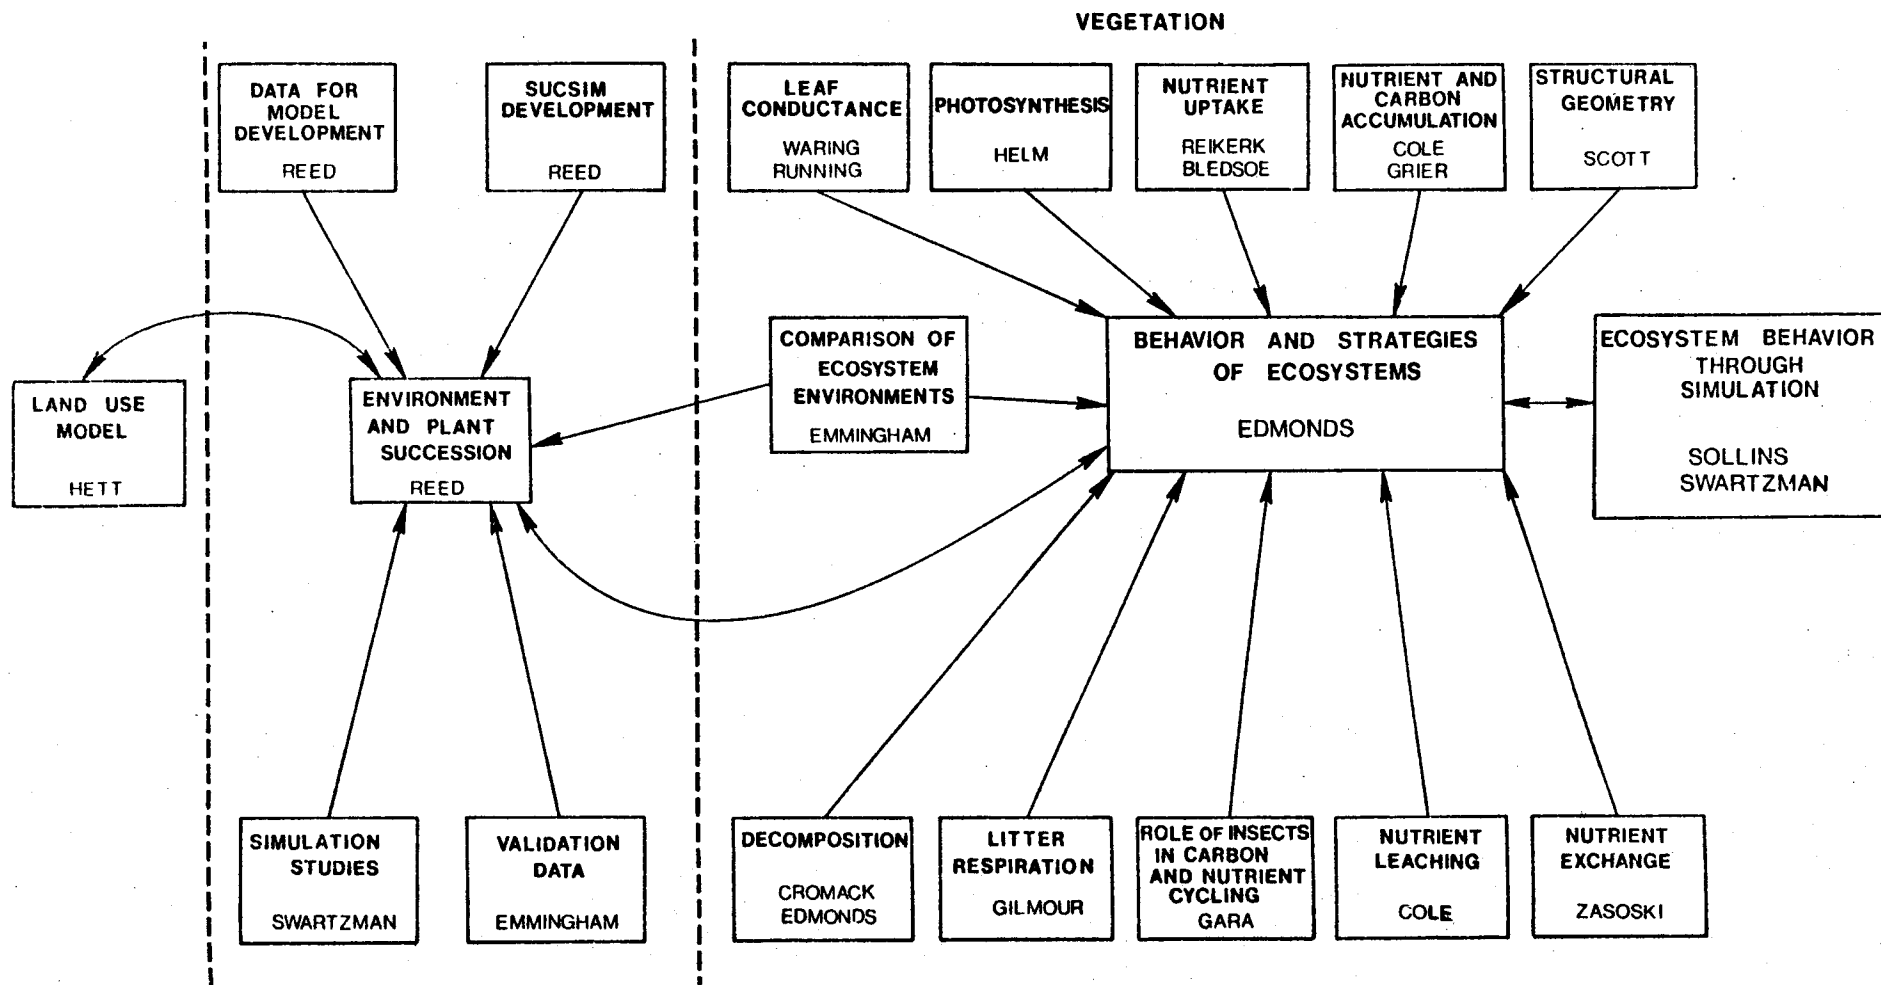 VEGETATION
DATA FOR
MODEL
DEVELOPMENT
REED
SUCSIM
DEVELOPMENT
REED
LEAF
CONDUCTANCE
WARING
RUNNING
PHOTOSYNTHESIS
HELM
NUTRIENT
UPTAKE
REIKERK
BLEDSOE
NUTRIENT AND
CARBON
ACCUMULATION
COLE
GRIER
STRUCTURAL
GEOMETRY
SCOTT
LAND USE
MODEL
HETT
ENVIRONMENT
AND PLANT
SUCCESSION
REED
COMPARISON OF
ECOSYSTEM
ENVIRONMENTS
EMMINGHAM
BEHAVIOR AND STRATEGIES
OF ECOSYSTEMS
EDMONDS
ECOSYSTEM BEHAVIOR
THROUGH
SIMULATION
SOLLINS
SWARTZMAN
SIMULATION
STUDIES
SWARTZMAN
VALIDATION
DATA
EMMINGHAM
DECOMPOSITION
CROMACK
EDMONDS
LITTER
RESPIRATION
GILMOUR
ROLE OF INSECTS
IN CARBON
AND NUTRIENT
CYCLING
GARA
NUTRIENT
LEACHING
COLE
NUTRIENT
EXCHANGE
ZASOSKI